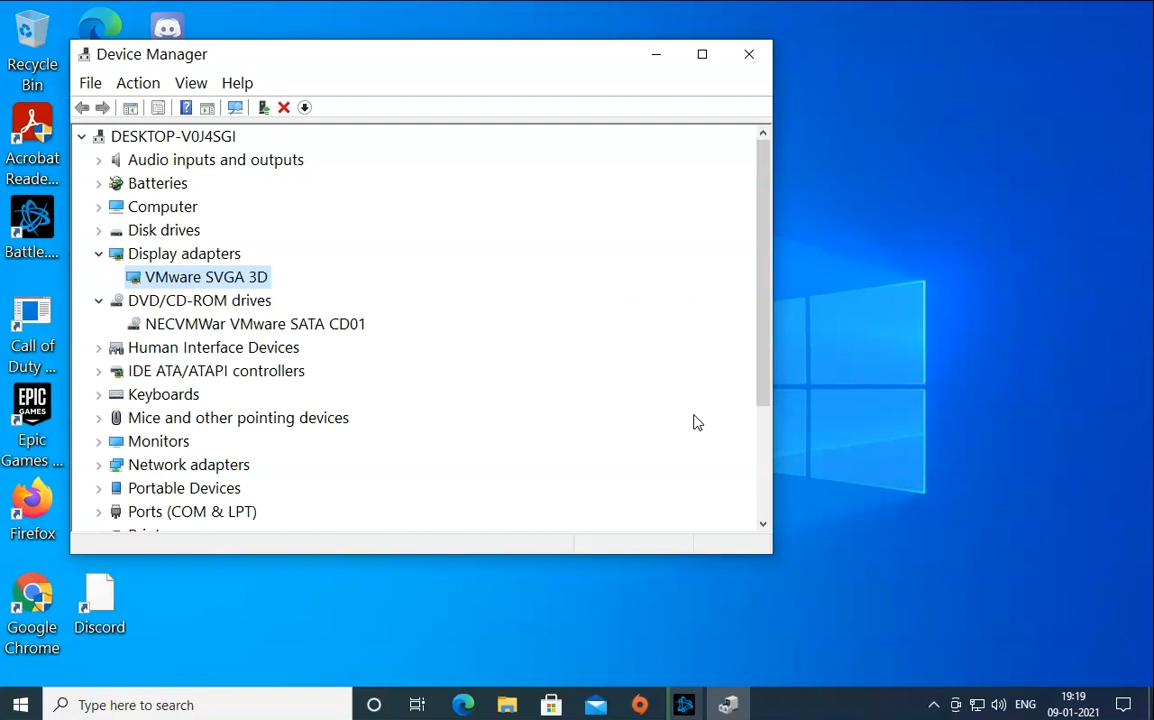 Recycle
Bin
Acrobat
Reade...
Battle....
Call of
Duty ...
Epic
Games ...
Firefox
Google
Chrome
Discord
Device Manager
File Action View Help
DESKTOP-V0J4SGI
Audio inputs and outputs
Batteries
Computer
Disk drives
Display adapters
VMware SVGA 3D
DVD/CD-ROM drives
NECVMWar VMware SATA CD01
Human Interface Devices
IDE ATA/ATAPI controllers
Keyboards
Mice and other pointing devices
Monitors
Network adapters
Portable Devices
Ports (COM & LPT)
EPIC
GAMES
Type here to search
ENG
19:19
09-01-2021